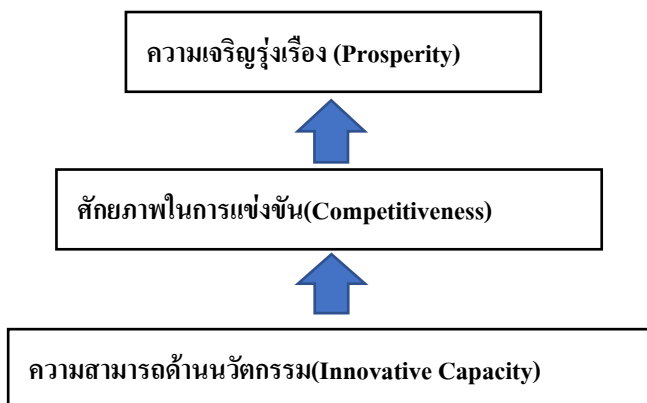 ความเจริญรุ่งเรือง (Prosperity)
ศักยภาพในการแข่งขัน(Competitiveness)
ความสามารถด้านนวัตกรรม(Innovative Capacity)